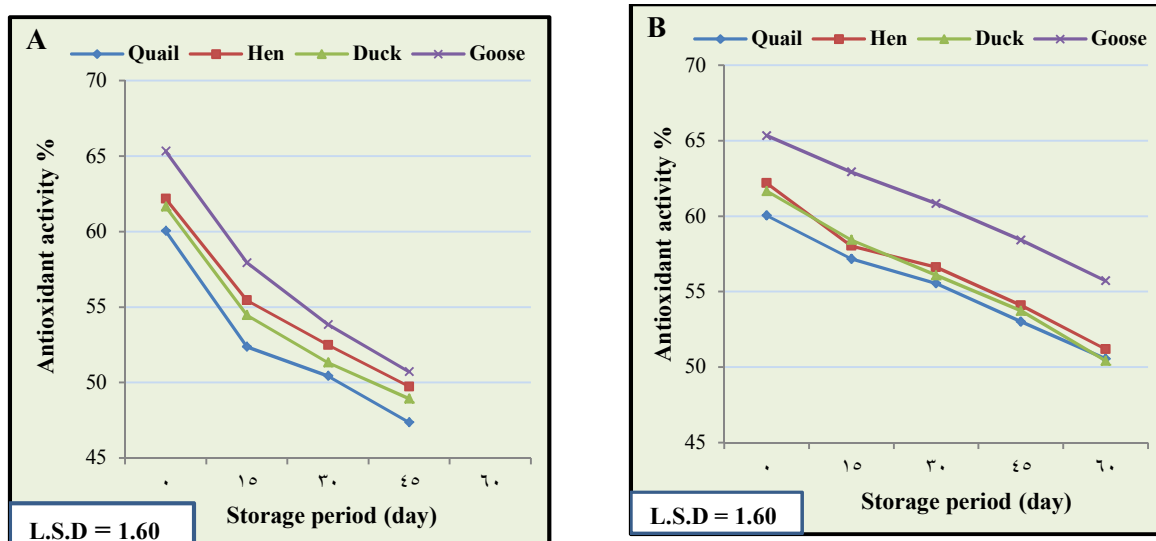 A
Quail Hen Duck Goose
70
65
60
55
50
45
Antioxidant activity %
٠ ١٥ ٣٠ ٤٥ ٦٠
Storage period (day)
L.S.D = 1.60
B
Quail Hen Duck Goose
70
65
60
55
50
45
Antioxidant activity %
٠ ١٥ ٣٠ ٤٥ ٦٠
Storage period (day)
L.S.D = 1.60